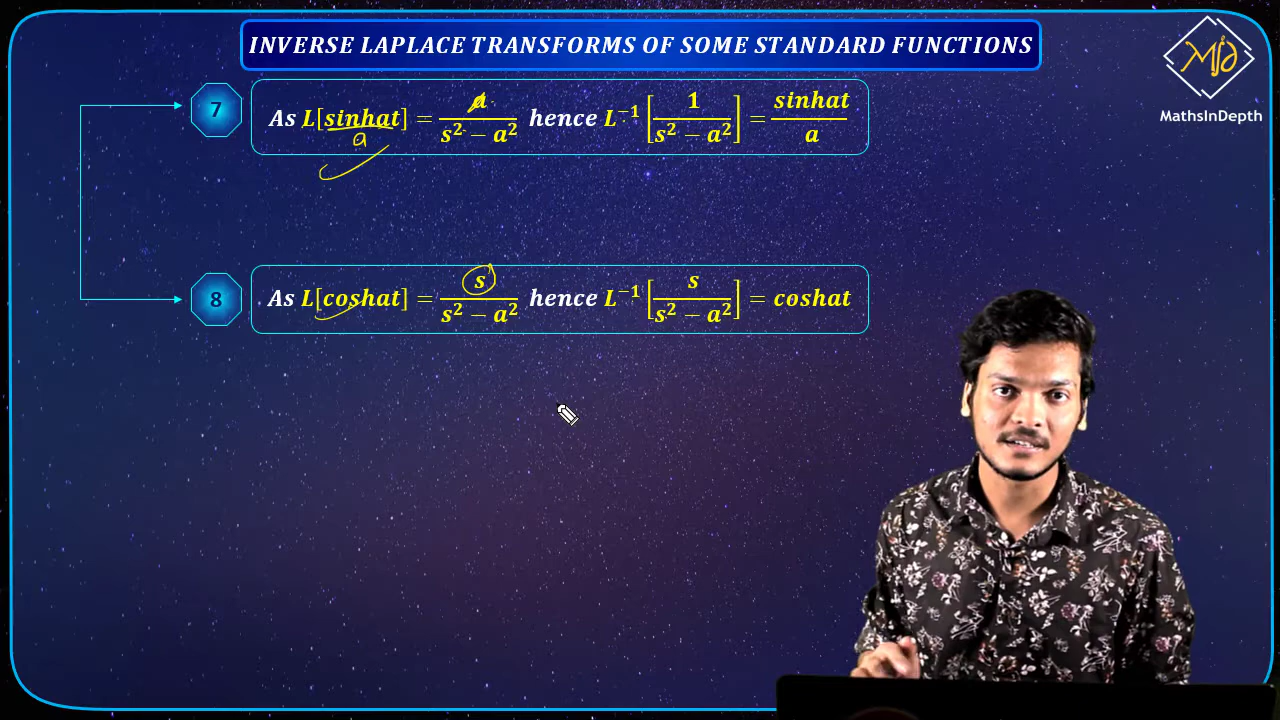 INVERSE LAPLACE TRANSFORMS OF SOME STANDARD FUNCTIONS
MathsInDepth
7
As L[sinhat] = a / (s² − a²) hence L⁻¹ [1 / (s² − a²)] = sinhat / a
a
8
As L[coshat] = s / (s² − a²) hence L⁻¹ [s / (s² − a²)] = coshat